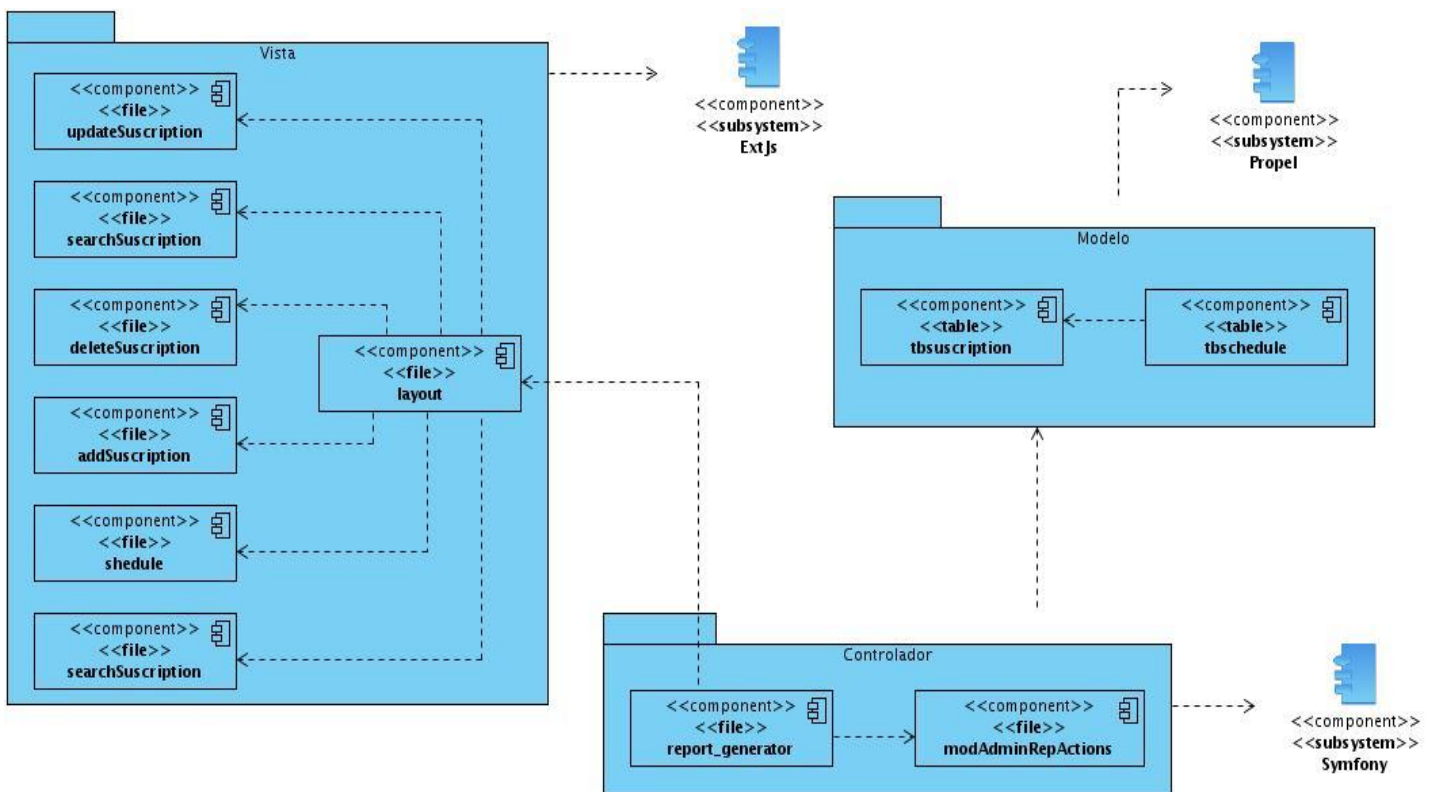 Vista
<<component>>
<<file>>
updateSuscription
<<component>>
<<file>>
searchSuscription
<<component>>
<<file>>
deleteSuscription
<<component>>
<<file>>
layout
<<component>>
<<file>>
addSuscription
<<component>>
<<file>>
shedule
<<component>>
<<file>>
searchSuscription
<<component>>
<<subsystem>>
ExtJs
<<component>>
<<subsystem>>
Propel
Modelo
<<component>>
<<table>>
tbsuscription
<<component>>
<<table>>
tbschedule
Controlador
<<component>>
<<file>>
report_generator
<<component>>
<<file>>
modAdminRepActions
<<component>>
<<subsystem>>
Symfony